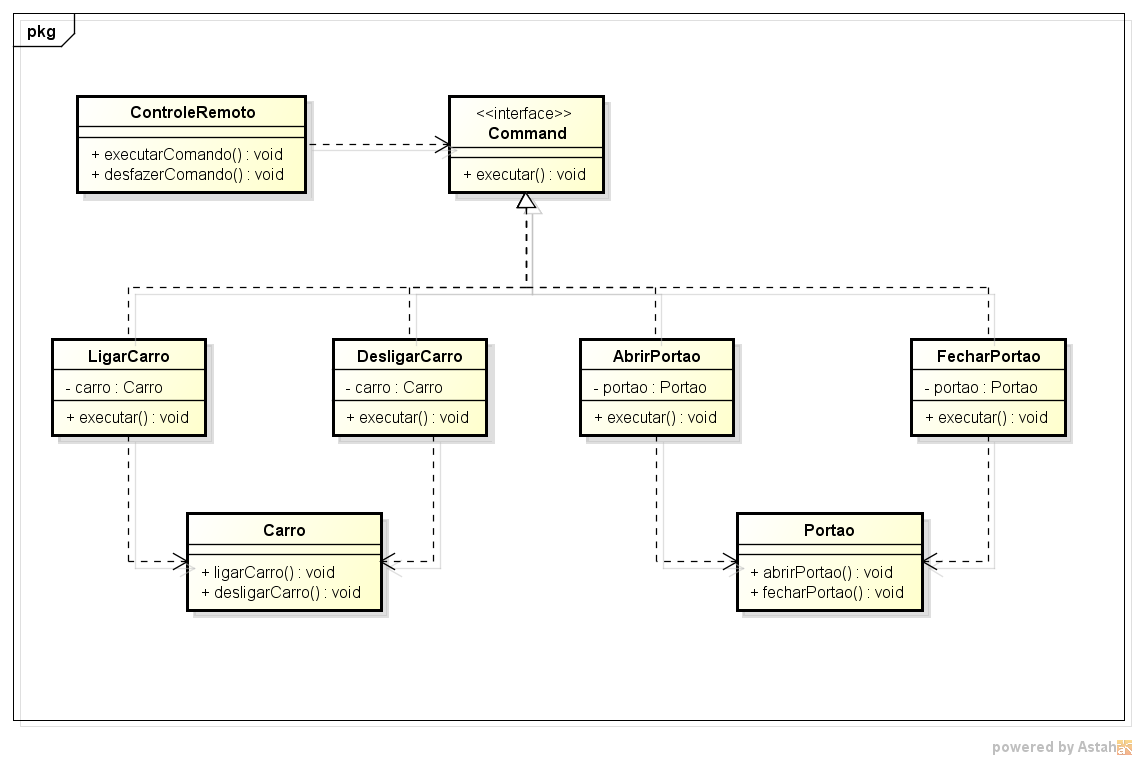 pkg
ControleRemoto
+ executarComando() : void
+ desfazerComando() : void
<<interface>>
Command
+ executar() : void
LigarCarro
- carro : Carro
+ executar() : void
DesligarCarro
- carro : Carro
+ executar() : void
AbrirPortao
- portao : Portao
+ executar() : void
FecharPortao
- portao : Portao
+ executar() : void
Carro
+ ligarCarro() : void
+ desligarCarro() : void
Portao
+ abrirPortao() : void
+ fecharPortao() : void
powered by Astah